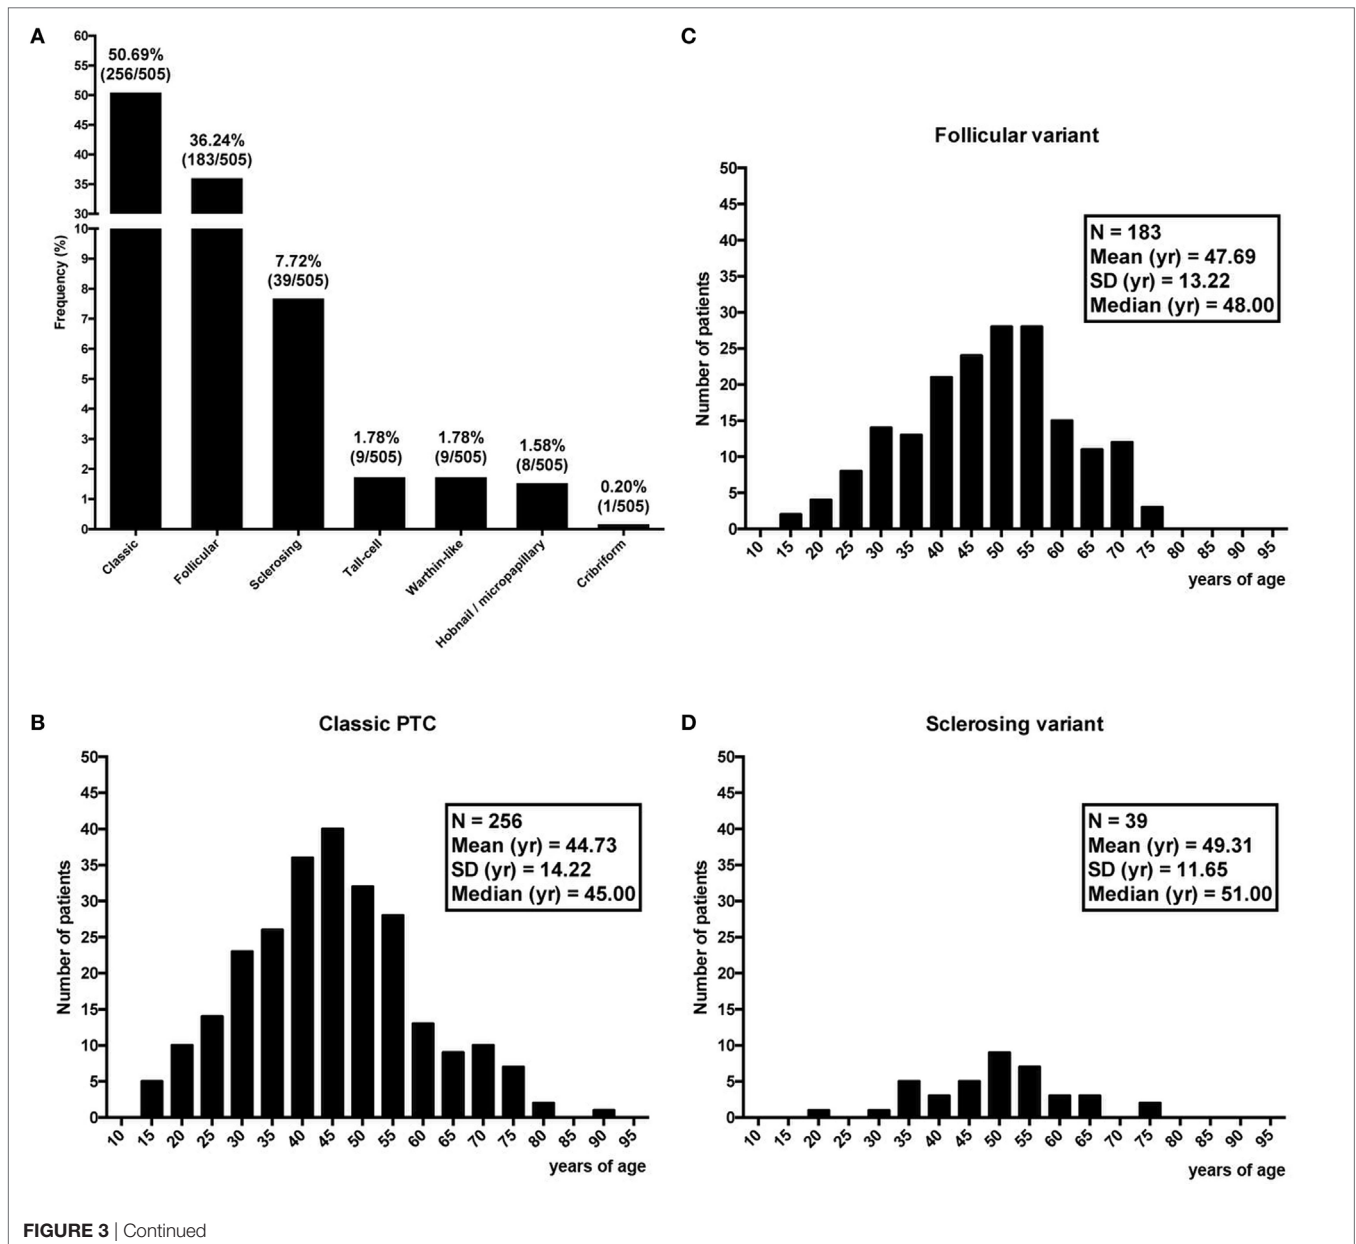 A
60
55
50
45
40
35
30
10
9
8
7
6
5
4
3
2
1
0
Frequency (%)
50.69%
(256/505)
36.24%
(183/505)
7.72%
(39/505)
1.78%
(9/505)
1.78%
(9/505)
1.58%
(8/505)
0.20%
(1/505)
Classic
Follicular
Sclerosing
Tall-cell
Warthin-like
Hobnail / micropapillary
Cribriform
C
Follicular variant
50
45
40
35
30
25
20
15
10
5
0
Number of patients
N = 183
Mean (yr) = 47.69
SD (yr) = 13.22
Median (yr) = 48.00
10 15 20 25 30 35 40 45 50 55 60 65 70 75 80 85 90 95
years of age
B
Classic PTC
50
45
40
35
30
25
20
15
10
5
0
Number of patients
N = 256
Mean (yr) = 44.73
SD (yr) = 14.22
Median (yr) = 45.00
10 15 20 25 30 35 40 45 50 55 60 65 70 75 80 85 90 95
years of age
D
Sclerosing variant
50
45
40
35
30
25
20
15
10
5
0
Number of patients
N = 39
Mean (yr) = 49.31
SD (yr) = 11.65
Median (yr) = 51.00
10 15 20 25 30 35 40 45 50 55 60 65 70 75 80 85 90 95
years of age
FIGURE 3 | Continued